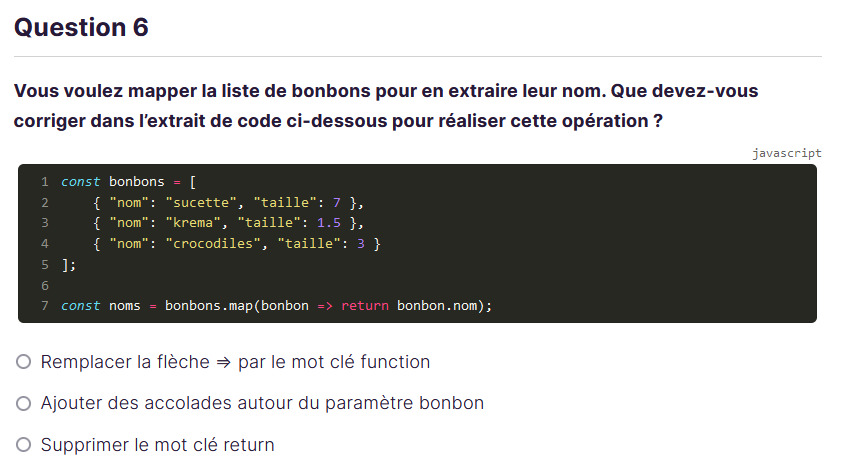 Question 6
Vous voulez mapper la liste de bonbons pour en extraire leur nom. Que devez-vous
corriger dans l’extrait de code ci-dessous pour réaliser cette opération ?
javascript
1 const bonbons = [
2     { "nom": "sucette", "taille": 7 },
3     { "nom": "krema", "taille": 1.5 },
4     { "nom": "crocodiles", "taille": 3 }
5 ];
6
7 const noms = bonbons.map(bonbon => return bonbon.nom);
Remplacer la flèche => par le mot clé function
Ajouter des accolades autour du paramètre bonbon
Supprimer le mot clé return